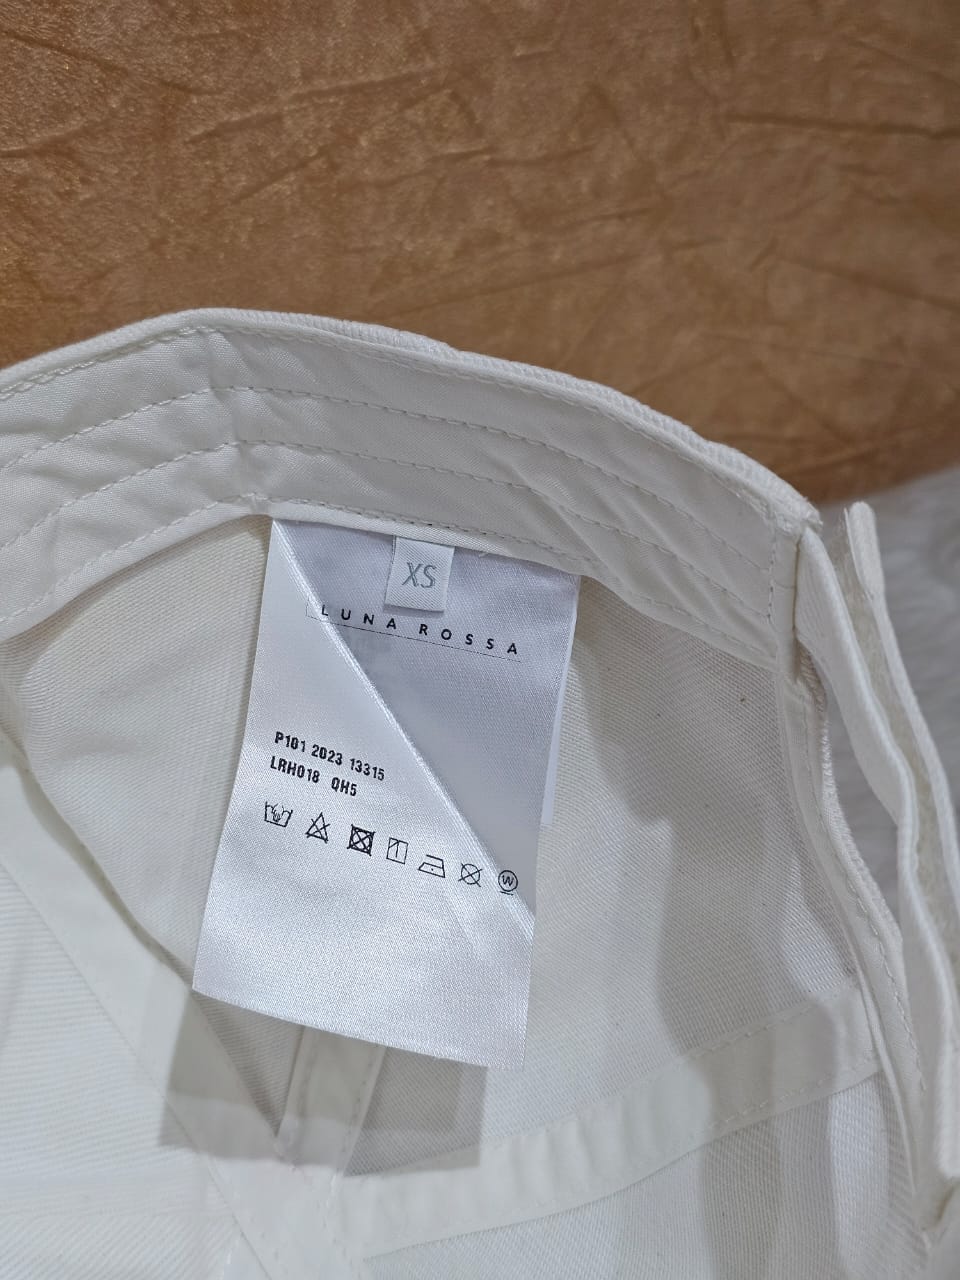 XS
LUNA ROSSA
P101 2023 13315
LRH018 QH5
W